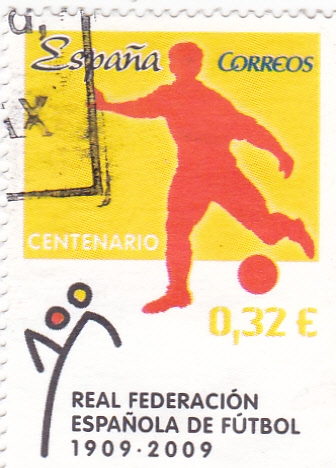 España CORREOS
CENTENARIO
0,32 €
REAL FEDERACIÓN
ESPAÑOLA DE FÚTBOL
1909-2009